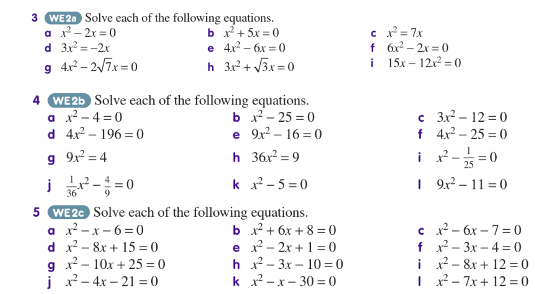 3 WE2a Solve each of the following equations.
a x² − 2x = 0 b x² + 5x = 0 c x² = 7x
d 3x² = −2x e 4x² − 6x = 0 f 6x² − 2x = 0
g 4x² − 2√7x = 0 h 3x² + √3x = 0 i 15x − 12x² = 0
4 WE2b Solve each of the following equations.
a x² − 4 = 0 b x² − 25 = 0 c 3x² − 12 = 0
d 4x² − 196 = 0 e 9x² − 16 = 0 f 4x² − 25 = 0
g 9x² = 4 h 36x² = 9 i x² − 1/25 = 0
j 1/36 x² − 4/9 = 0 k x² − 5 = 0 l 9x² − 11 = 0
5 WE2c Solve each of the following equations.
a x² − x − 6 = 0 b x² + 6x + 8 = 0 c x² − 6x − 7 = 0
d x² − 8x + 15 = 0 e x² − 2x + 1 = 0 f x² − 3x − 4 = 0
g x² − 10x + 25 = 0 h x² − 3x − 10 = 0 i x² − 8x + 12 = 0
j x² − 4x − 21 = 0 k x² − x − 30 = 0 l x² − 7x + 12 = 0